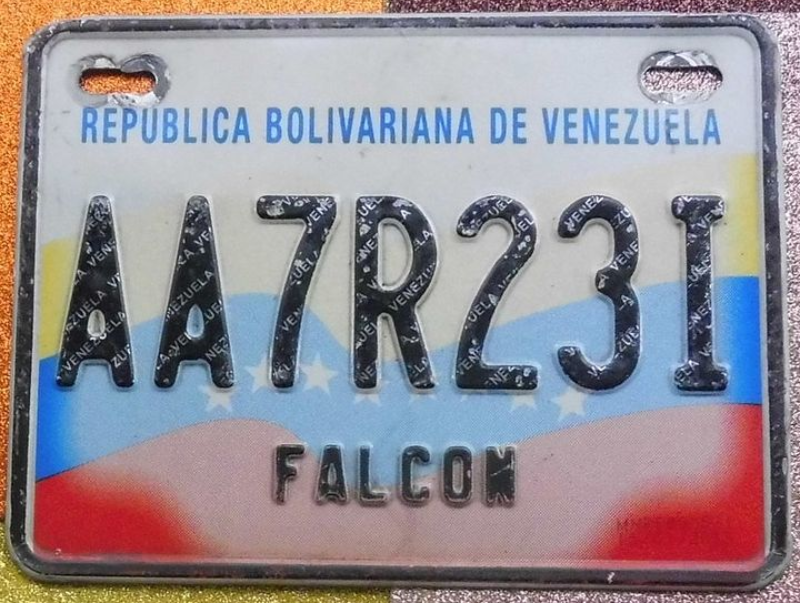 REPUBLICA BOLIVARIANA DE VENEZUELA
AA7R23I
FALCON